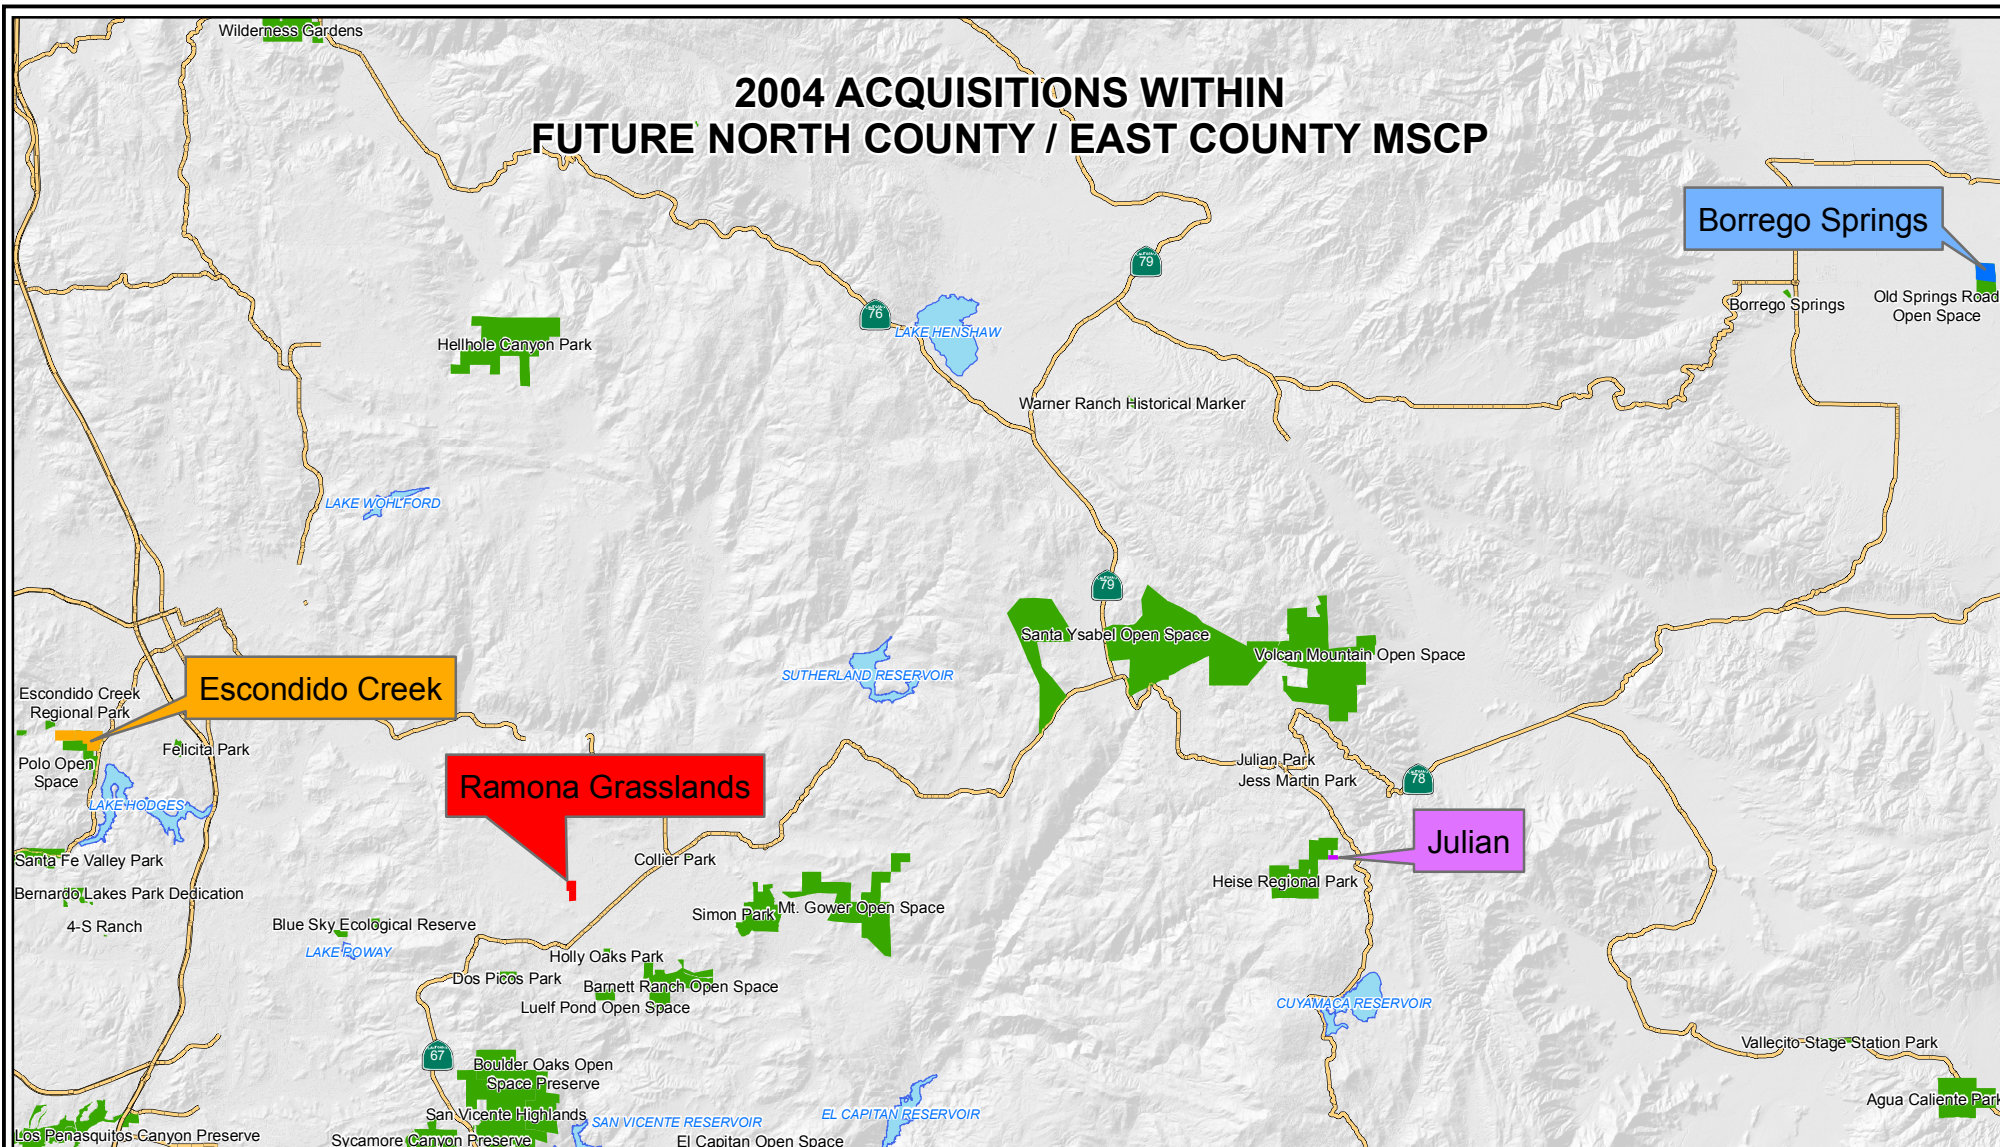 Wilderness Gardens
2004 ACQUISITIONS WITHIN
FUTURE NORTH COUNTY / EAST COUNTY MSCP
Borrego Springs
79
76
LAKE HENSHAW
Borrego Springs
Old Springs Road
Open Space
Hellhole Canyon Park
Warner Ranch Historical Marker
LAKE WOHLFORD
79
Santa Ysabel Open Space
Volcan Mountain Open Space
SUTHERLAND RESERVOIR
Escondido Creek
Escondido Creek
Regional Park
Felicita Park
Polo Open
Space
LAKE HODGES
Ramona Grasslands
Julian Park
Jess Martin Park
78
Julian
Santa Fe Valley Park
Collier Park
Heise Regional Park
Bernardo Lakes Park Dedication
4-S Ranch
Blue Sky Ecological Reserve
LAKE POWAY
Simon Park
Mt. Gower Open Space
Holly Oaks Park
Dos Picos Park
Barnett Ranch Open Space
Luelf Pond Open Space
CUYAMACA RESERVOIR
67
Boulder Oaks Open
Space Preserve
Vallecito Stage Station Park
Agua Caliente Park
San Vicente Highlands
SAN VICENTE RESERVOIR
EL CAPITAN RESERVOIR
Los Penasquitos Canyon Preserve
Sycamore Canyon Preserve
El Capitan Open Space